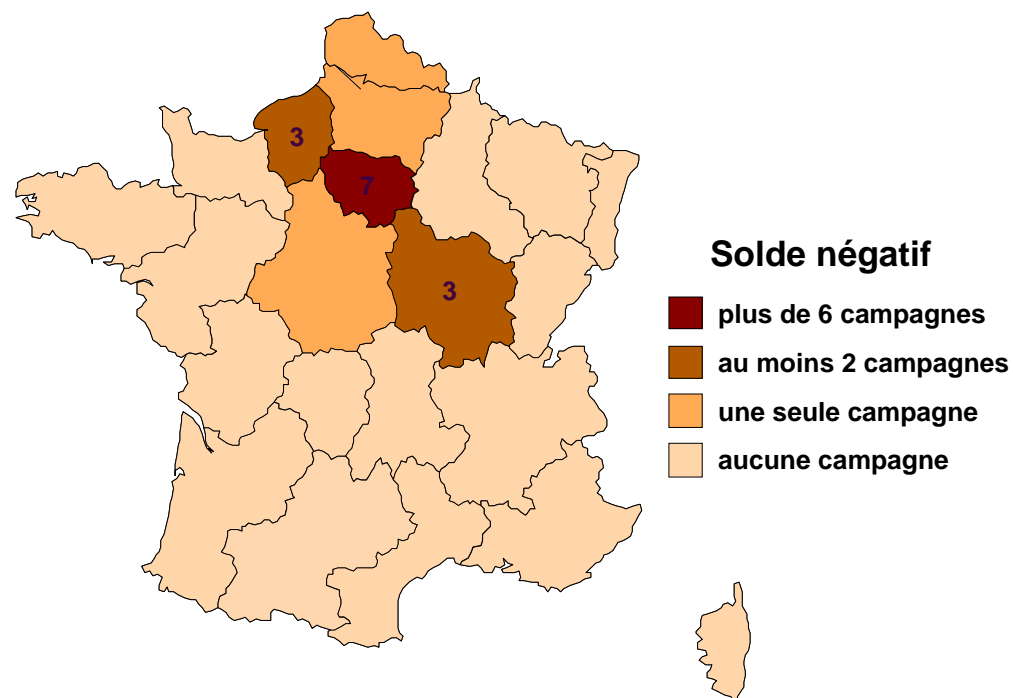 3
7
3
Solde négatif
plus de 6 campagnes
au moins 2 campagnes
une seule campagne
aucune campagne